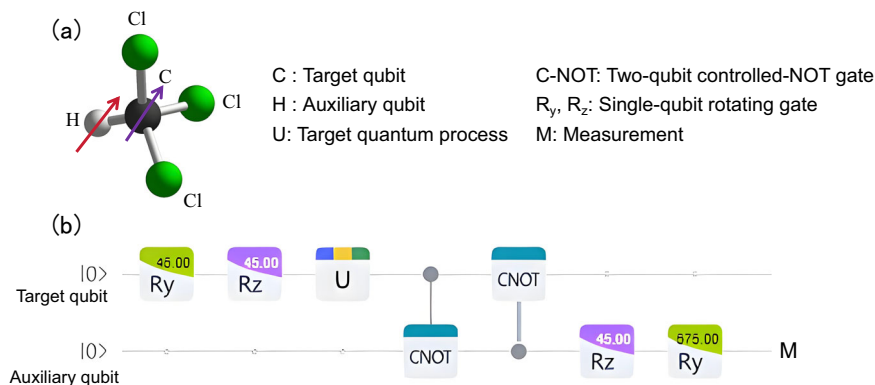 (a)
Cl
C
Cl
H
Cl
C : Target qubit
H : Auxiliary qubit
U: Target quantum process
C-NOT: Two-qubit controlled-NOT gate
Ry, Rz: Single-qubit rotating gate
M: Measurement
(b)
|0⟩
Target qubit
45.00
Ry
45.00
Rz
U
CNOT
|0⟩
Auxiliary qubit
CNOT
45.00
Rz
675.00
Ry
M